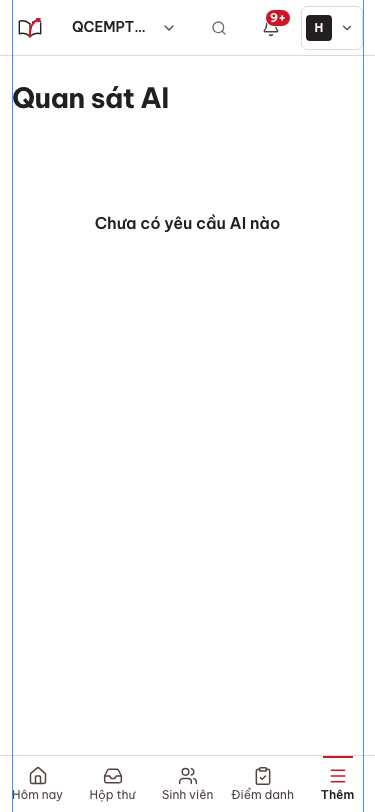 QCEMPT...
9+
H
Quan sát AI
Chưa có yêu cầu AI nào
Hôm nay
Hộp thư
Sinh viên
Điểm danh
Thêm